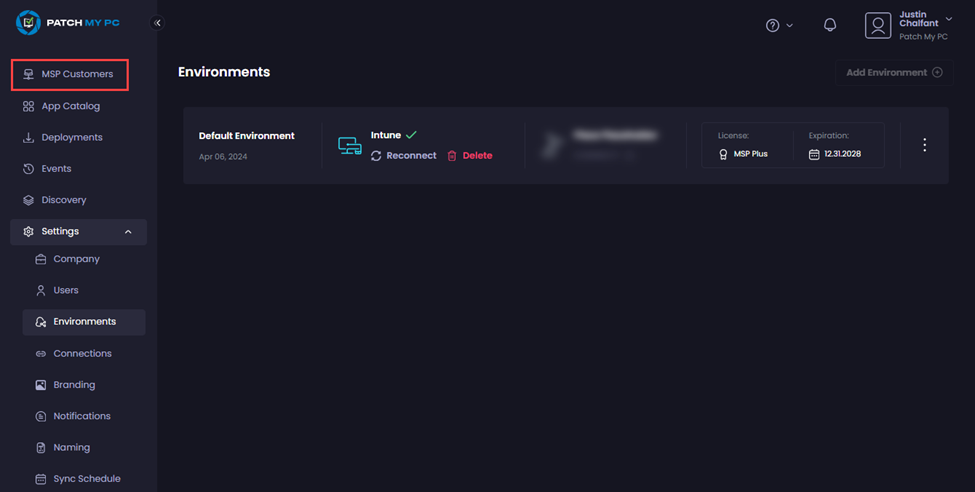 PATCH MY PC
Justin
Chalfant
Patch My PC
MSP Customers
App Catalog
Deployments
Events
Discovery
Settings
Company
Users
Environments
Connections
Branding
Notifications
Naming
Sync Schedule
Environments
Add Environment
Default Environment
Apr 06, 2024
Intune
Reconnect
Delete
License:
MSP Plus
Expiration:
12.31.2028